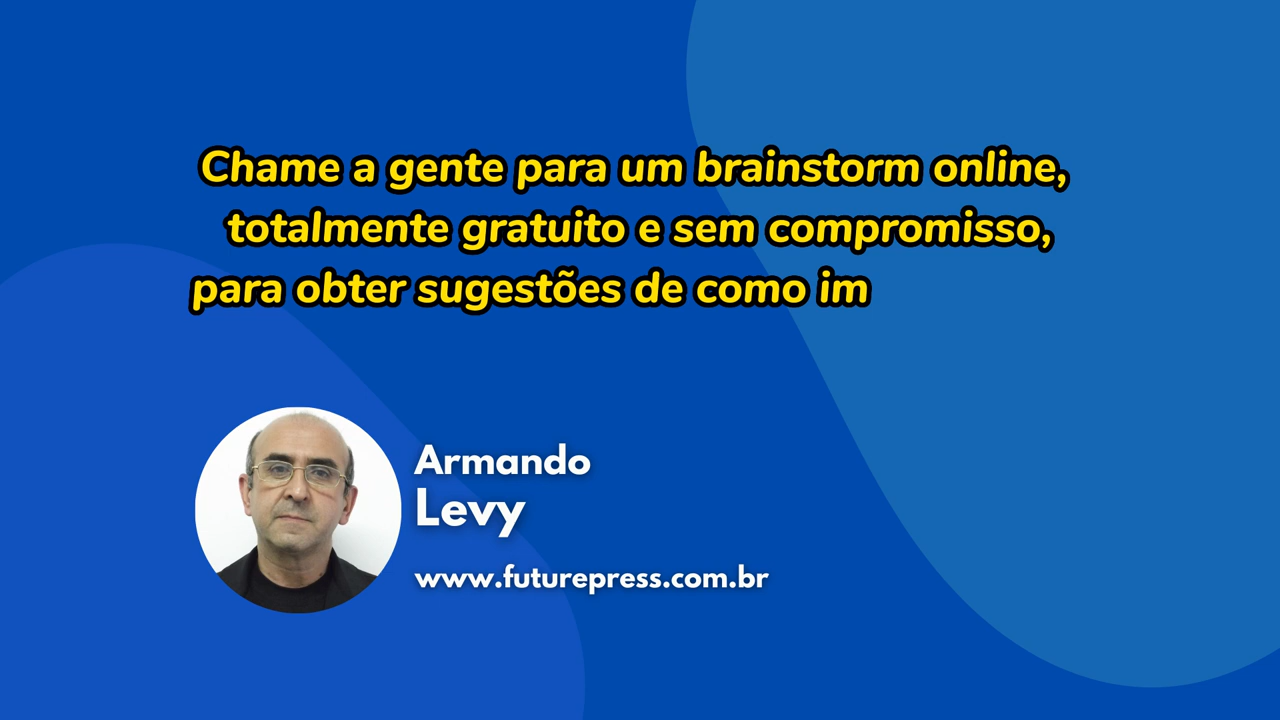 Chame a gente para um brainstorm online,
totalmente gratuito e sem compromisso,
para obter sugestões de como im
Armando
Levy
www.futurepress.com.br